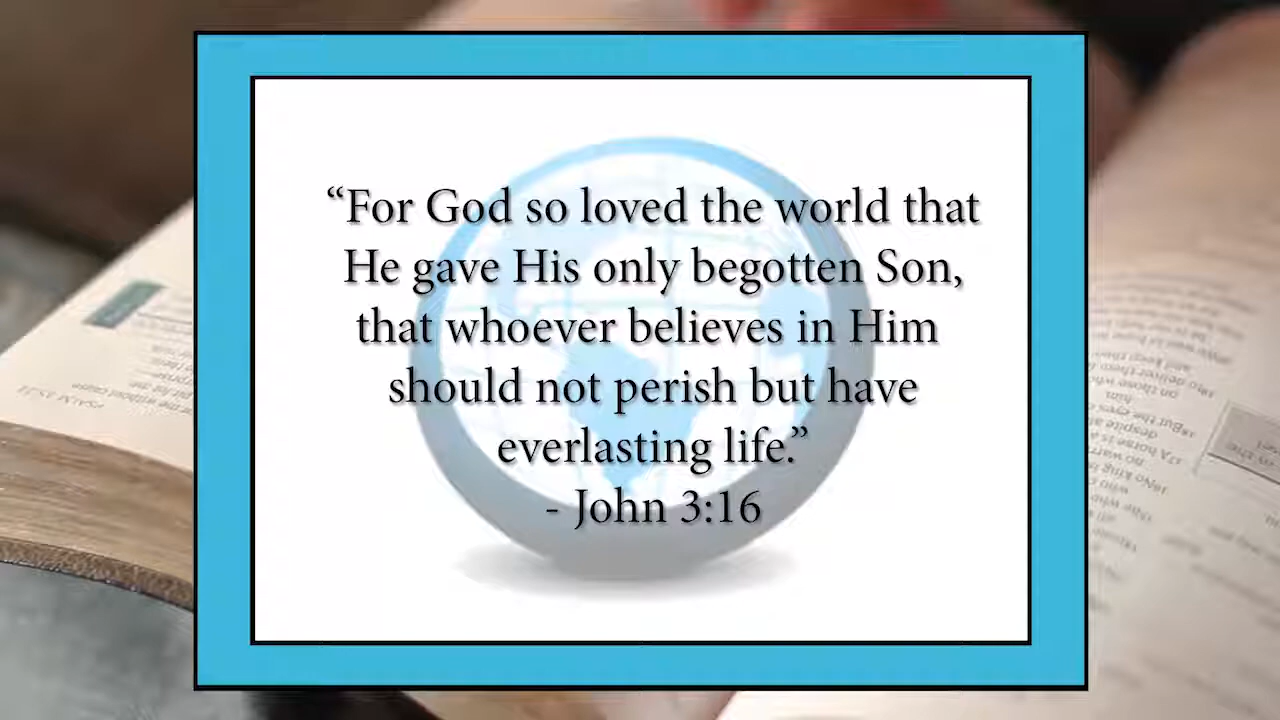 “For God so loved the world that
He gave His only begotten Son,
that whoever believes in Him
should not perish but have
everlasting life.”
- John 3:16